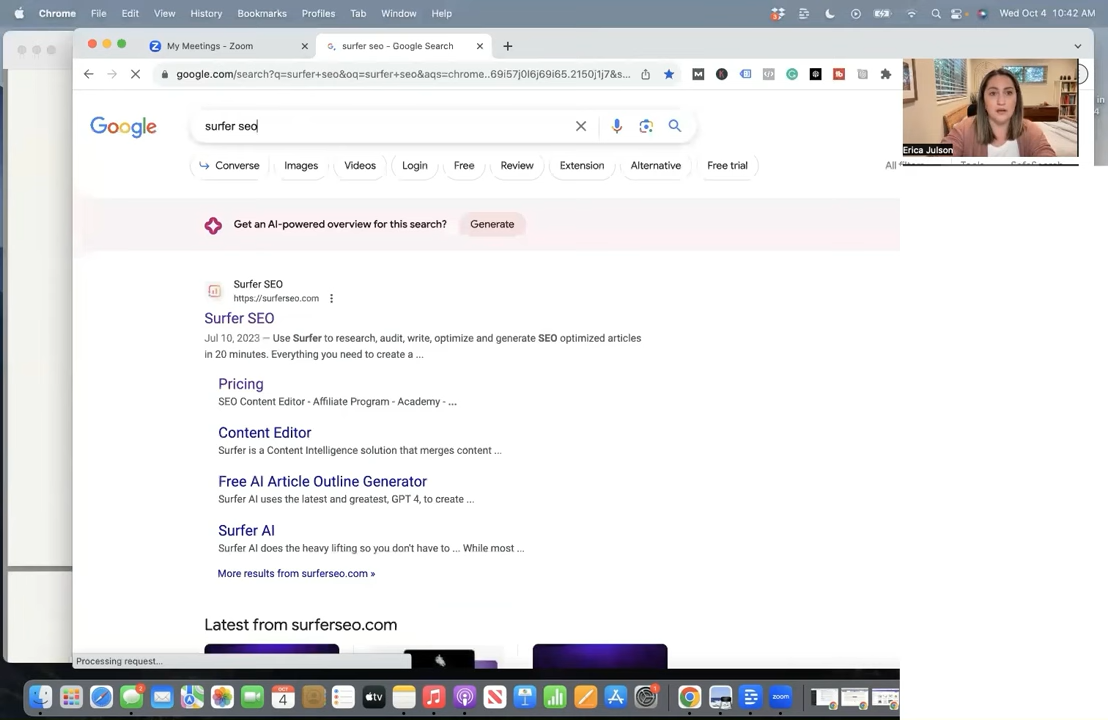 Chrome File Edit View History Bookmarks Profiles Tab Window Help
Wed Oct 4 10:42 AM
My Meetings - Zoom
surfer seo - Google Search
google.com/search?q=surfer+seo&oq=surfer+seo&aqs=chrome..69i57j0l6j69i65.2150j1j7&s...
Erica Julson
Google
surfer seo
Converse Images Videos Login Free Review Extension Alternative Free trial
Get an AI-powered overview for this search? Generate
Surfer SEO
https://surferseo.com
Surfer SEO
Jul 10, 2023 — Use Surfer to research, audit, write, optimize and generate SEO optimized articles
in 20 minutes. Everything you need to create a ...
Pricing
SEO Content Editor - Affiliate Program - Academy - ...
Content Editor
Surfer is a Content Intelligence solution that merges content ...
Free AI Article Outline Generator
Surfer AI uses the latest and greatest, GPT 4, to create ...
Surfer AI
Surfer AI does the heavy lifting so you don't have to ... While most ...
More results from surferseo.com »
Latest from surferseo.com
Processing request...
OCT
4
tv
zoom